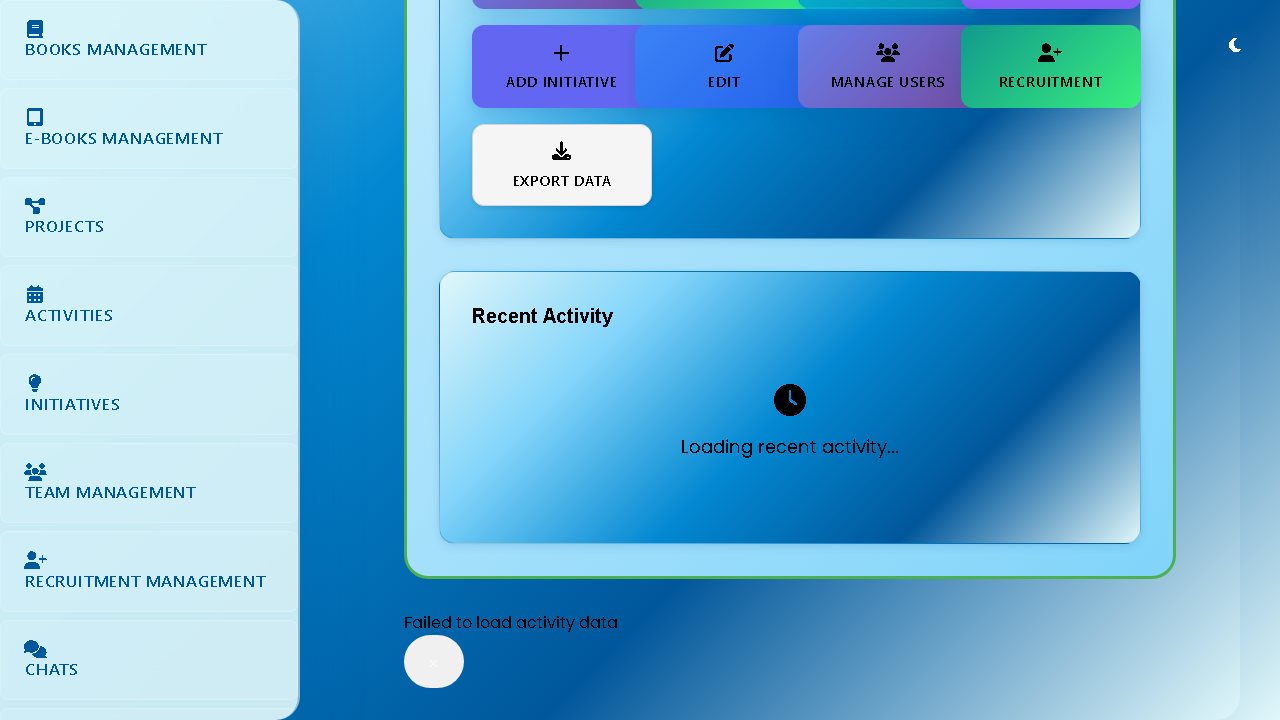 BOOKS MANAGEMENT
E-BOOKS MANAGEMENT
PROJECTS
ACTIVITIES
INITIATIVES
TEAM MANAGEMENT
RECRUITMENT MANAGEMENT
CHATS
ADD INITIATIVE
EDIT
MANAGE USERS
RECRUITMENT
EXPORT DATA
Recent Activity
Loading recent activity...
Failed to load activity data
×